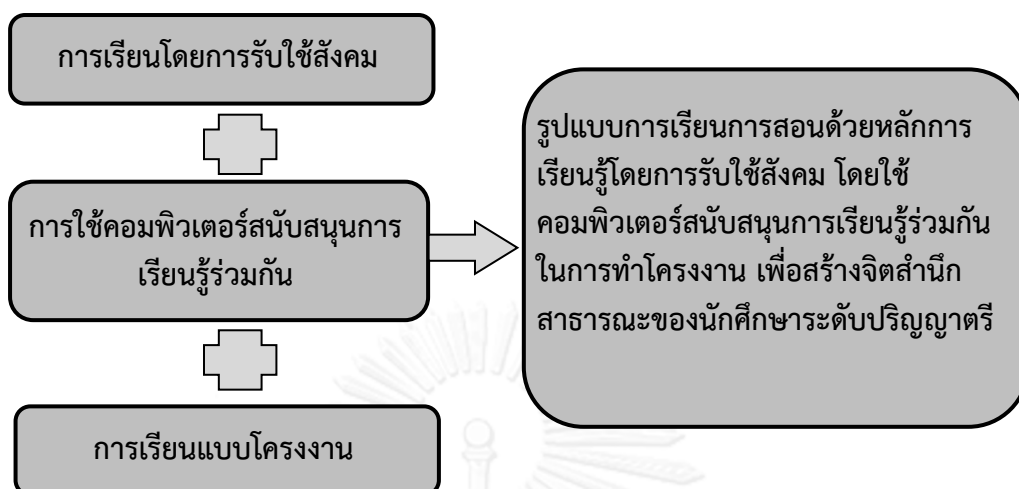 การเรียนโดยการรับใช้สังคม
การใช้คอมพิวเตอร์สนับสนุนการ
เรียนรู้ร่วมกัน
การเรียนแบบโครงงาน
รูปแบบการเรียนการสอนด้วยหลักการ
เรียนรู้โดยการรับใช้สังคม โดยใช้
คอมพิวเตอร์สนับสนุนการเรียนรู้ร่วมกัน
ในการทำโครงงาน เพื่อสร้างจิตสำนึก
สาธารณะของนักศึกษาระดับปริญญาตรี